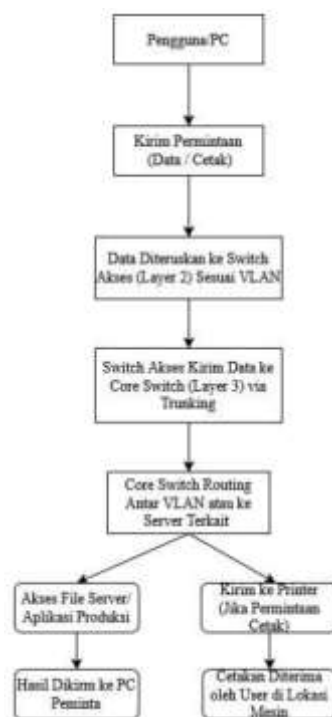 Pengguna/PC
Kirim Permintaan
(Data / Cetak)
Data Diteruskan ke Switch
Akses (Layer 2) Sesuai VLAN
Switch Akses Kirim Data ke
Core Switch (Layer 3) via
Trunking
Core Switch Routing
Antar VLAN atau ke
Server Terkait
Akses File Server/
Aplikasi Produksi
Kirim ke Printer
(Jika Permintaan
Cetak)
Hasil Dikirm ke PC
Peminta
Cetakan Diterima
oleh User di Lokasi
Mesin